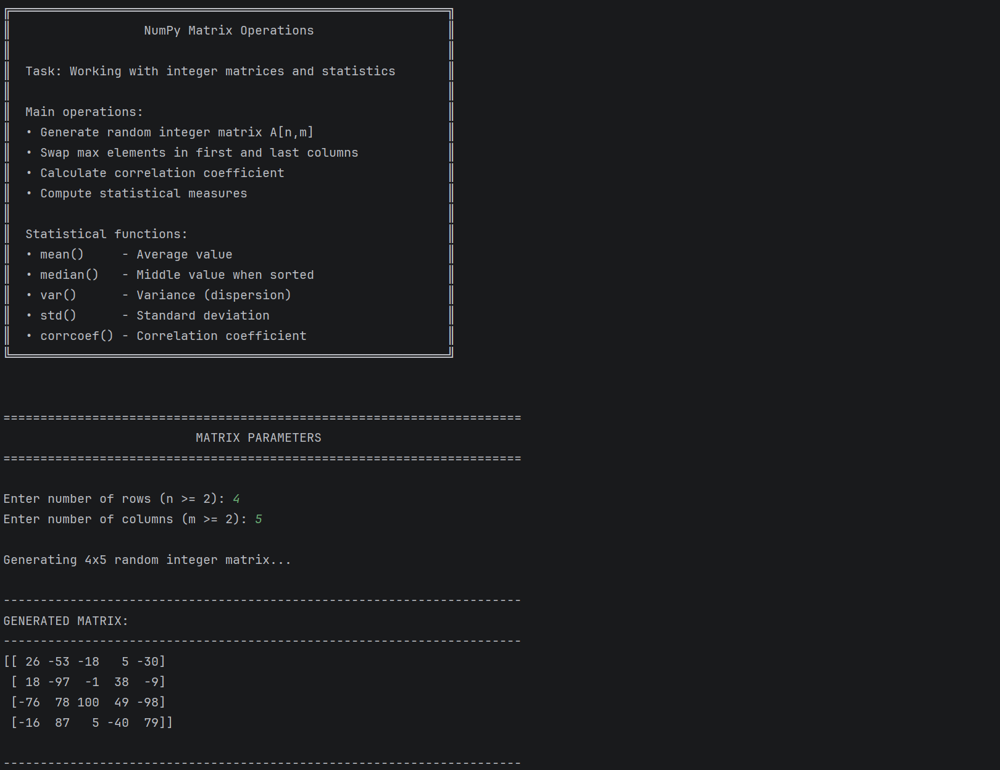 NumPy Matrix Operations
Task: Working with integer matrices and statistics
Main operations:
• Generate random integer matrix A[n,m]
• Swap max elements in first and last columns
• Calculate correlation coefficient
• Compute statistical measures
Statistical functions:
• mean()     - Average value
• median()   - Middle value when sorted
• var()      - Variance (dispersion)
• std()      - Standard deviation
• corrcoef() - Correlation coefficient
======================================================================
MATRIX PARAMETERS
======================================================================
Enter number of rows (n >= 2): 4
Enter number of columns (m >= 2): 5
Generating 4x5 random integer matrix...
----------------------------------------------------------------------
GENERATED MATRIX:
----------------------------------------------------------------------
[[ 26 -53 -18   5 -30]
 [ 18 -97  -1  38  -9]
 [-76  78 100  49 -98]
 [-16  87   5 -40  79]]
----------------------------------------------------------------------